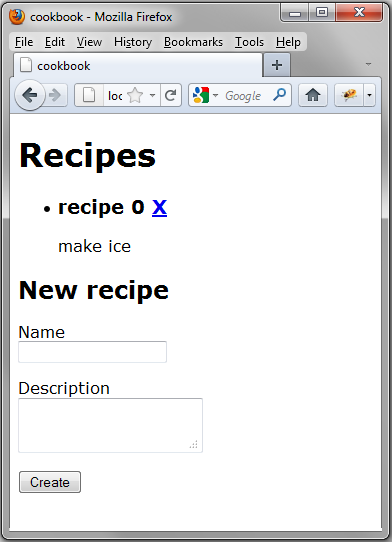 cookbook - Mozilla Firefox
File Edit View History Bookmarks Tools Help
cookbook
loc Google
Recipes
recipe 0 X
make ice
New recipe
Name
Description
Create